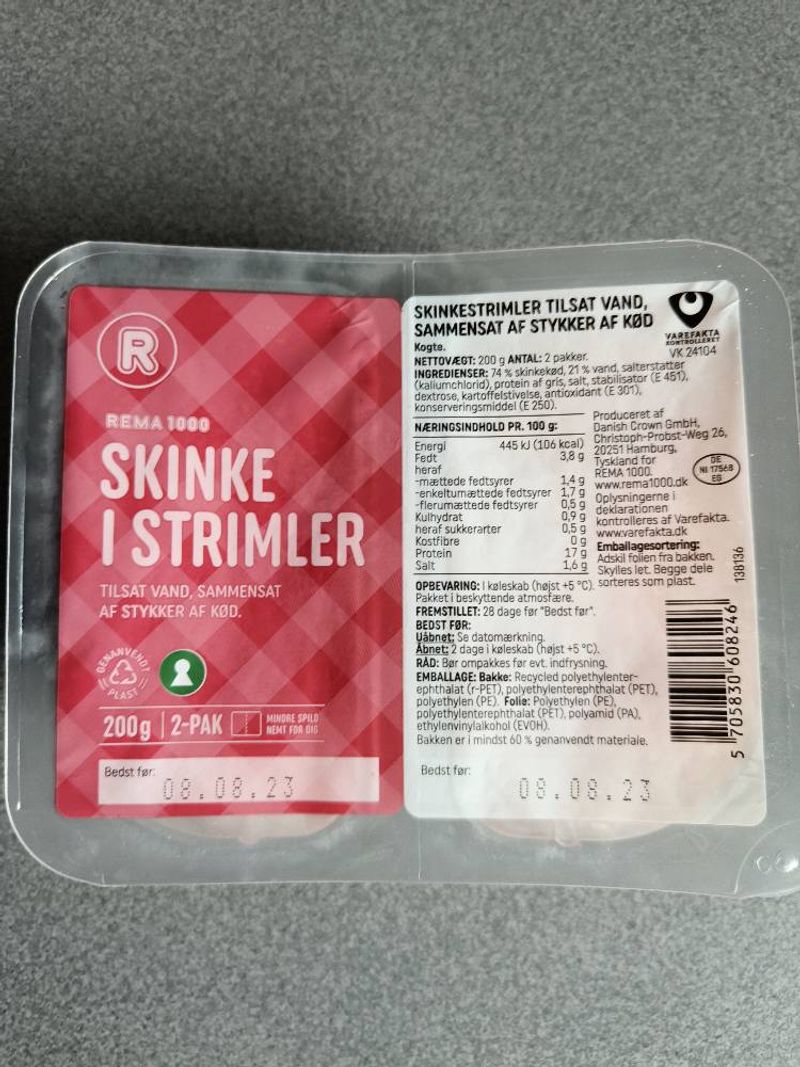 R
REMA 1000
SKINKE
I STRIMLER
TILSAT VAND, SAMMENSAT
AF STYKKER AF KØD.
GENANVENDT
PLAST
200g | 2-PAK
MINDRE SPILD
NEMT FOR DIG
Bedst før:
08.08.23
SKINKESTRIMLER TILSAT VAND,
SAMMENSAT AF STYKKER AF KØD
Kogte.
VAREFAKTA
KONTROLLERET
VK 24104
NETTOVÆGT: 200 g ANTAL: 2 pakker.
INGREDIENSER: 74 % skinkekød, 21 % vand, salterstatter
(kaliumchlorid), protein af gris, salt, stabilisator (E 451),
dextrose, kartoffelstivelse, antioxidant (E 301),
konserveringsmiddel (E 250).
NÆRINGSINDHOLD PR. 100 g:
Energi 445 kJ (106 kcal)
Fedt 3,8 g
heraf
-mættede fedtsyrer 1,4 g
-enkeltumættede fedtsyrer 1,7 g
-flerumættede fedtsyrer 0,5 g
Kulhydrat 0,9 g
heraf sukkerarter 0,5 g
Kostfibre 0 g
Protein 17 g
Salt 1,6 g
Produceret af
Danish Crown GmbH,
Christoph-Probst-Weg 26,
20251 Hamburg,
Tyskland for
REMA 1000.
www.rema1000.dk
DE
NI 17568
EG
Oplysningerne i
deklarationen
kontrolleres af Varefakta.
www.varefakta.dk
Emballagesortering:
Adskil folien fra bakken.
Skylles let. Begge dele
sorteres som plast.
138136
OPBEVARING: I køleskab (højst +5 °C).
Pakket i beskyttende atmosfære.
FREMSTILLET: 28 dage før "Bedst før".
BEDST FØR:
Uåbnet: Se datomærkning.
Åbnet: 2 dage i køleskab (højst +5 °C).
RÅD: Bør ompakkes før evt. indfrysning.
EMBALLAGE: Bakke: Recycled polyethylenter-
ephthalat (r-PET), polyethylenterephthalat (PET),
polyethylen (PE). Folie: Polyethylen (PE),
polyethylenterephthalat (PET), polyamid (PA),
ethylenvinylalkohol (EVOH).
Bakken er i mindst 60 % genanvendt materiale.
5 705830 608246
Bedst før:
08.08.23